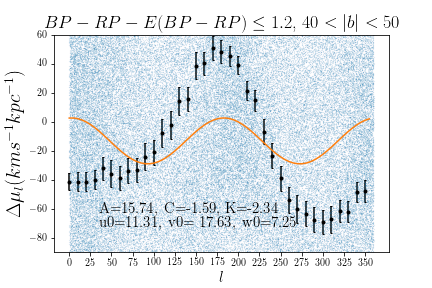 BP − RP − E(BP − RP) ≤ 1.2, 40 < |b| < 50
60
40
20
0
−20
−40
−60
−80
Δμ_l(kms⁻¹kpc⁻¹)
A=15.74, C=-1.59, K=-2.34
u0=11.31, v0= 17.63, w0=7.25
0 25 50 75 100 125 150 175 200 225 250 275 300 325 350
l